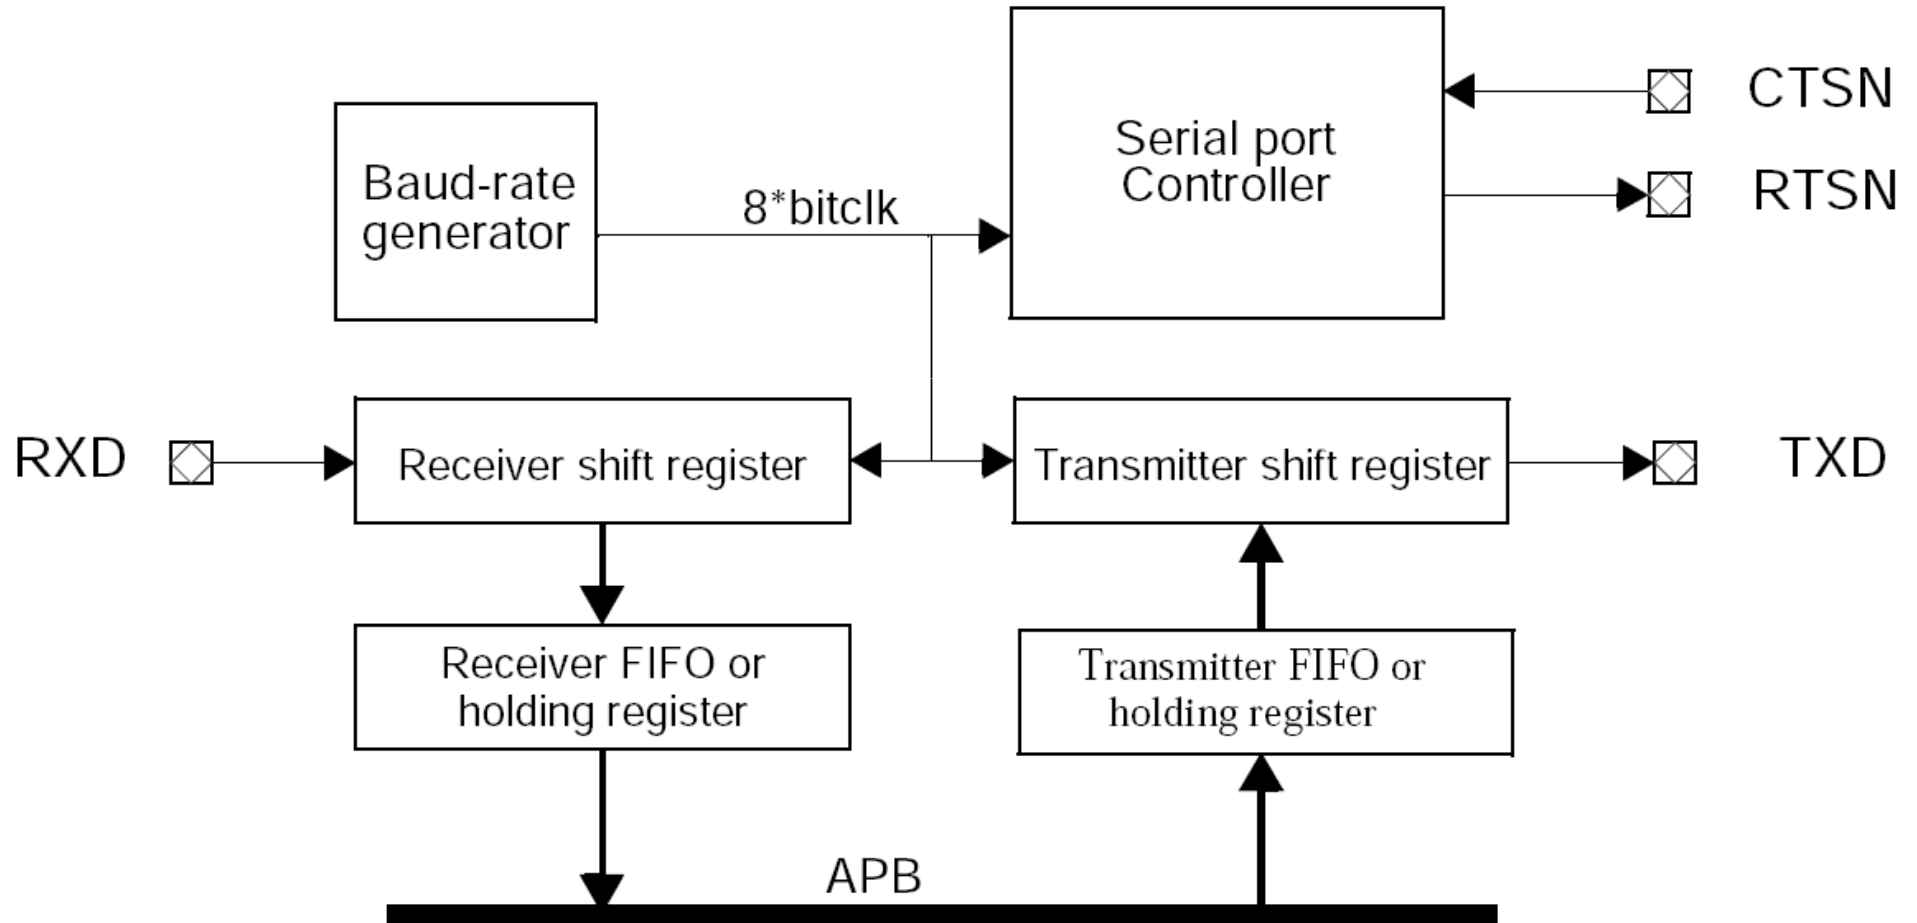 CTSN
Serial port
Controller
Baud-rate
generator
8*bitclk
RTSN
RXD
Receiver shift register
Transmitter shift register
TXD
Receiver FIFO or
holding register
Transmitter FIFO or
holding register
APB